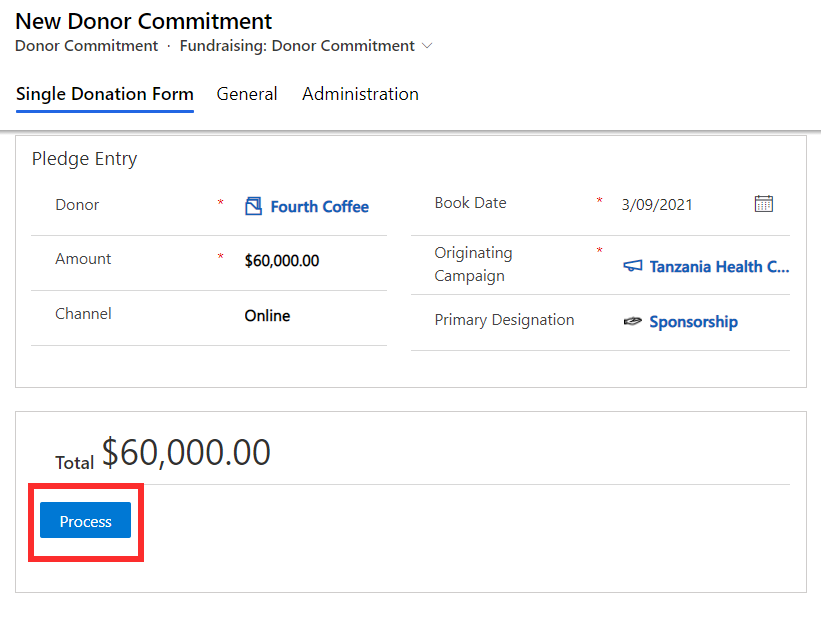 New Donor Commitment
Donor Commitment · Fundraising: Donor Commitment
Single Donation Form General Administration
Pledge Entry
Donor * Fourth Coffee
Amount * $60,000.00
Channel Online
Book Date * 3/09/2021
Originating Campaign * Tanzania Health C...
Primary Designation Sponsorship
Total $60,000.00
Process